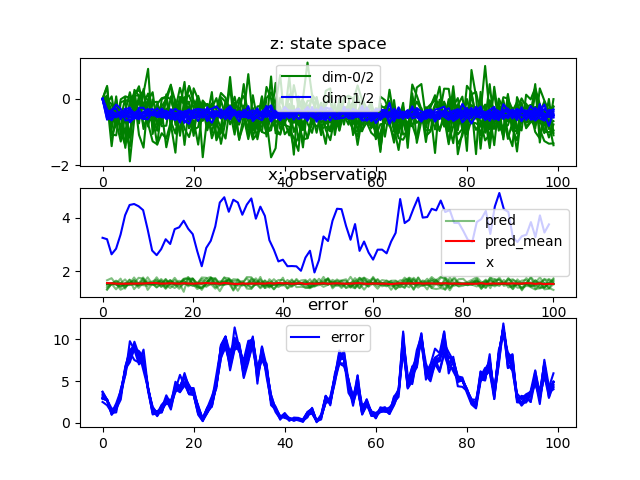 z: state space
0
−2
dim-0/2
dim-1/2
0 20 40 60 80 100
x: observation
4
2
pred
pred_mean
x
0 20 40 60 80 100
error
10
5
0
error
0 20 40 60 80 100